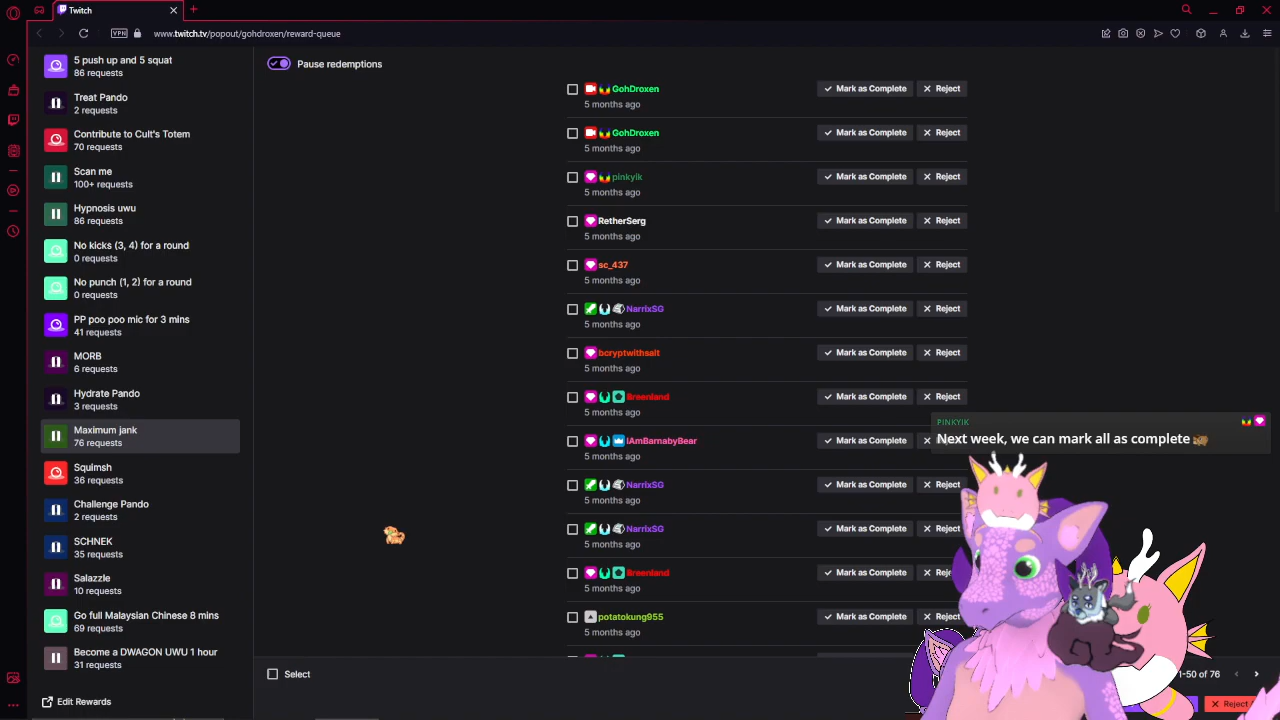 Twitch
VPN
www.twitch.tv/popout/gohdroxen/reward-queue
5 push up and 5 squat
86 requests
Treat Pando
2 requests
Contribute to Cult's Totem
70 requests
Scan me
100+ requests
Hypnosis uwu
86 requests
No kicks (3, 4) for a round
0 requests
No punch (1, 2) for a round
0 requests
PP poo poo mic for 3 mins
41 requests
MORB
6 requests
Hydrate Pando
3 requests
Maximum jank
76 requests
Squimsh
36 requests
Challenge Pando
2 requests
SCHNEK
35 requests
Salazzle
10 requests
Go full Malaysian Chinese 8 mins
69 requests
Become a DWAGON UWU 1 hour
31 requests
Edit Rewards
Pause redemptions
GohDroxen Mark as Complete Reject
5 months ago
GohDroxen Mark as Complete Reject
5 months ago
pinkyik Mark as Complete Reject
5 months ago
RetherSerg Mark as Complete Reject
5 months ago
sc_437 Mark as Complete Reject
5 months ago
NarrixSG Mark as Complete Reject
5 months ago
bcryptwithsalt Mark as Complete Reject
5 months ago
Mark as Complete Reject
5 months ago
IAmBarnabyBear Mark as Complete
5 months ago
NarrixSG Mark as Complete Reject
5 months ago
NarrixSG Mark as Complete Reject
5 months ago
Mark as Complete
5 months ago
potatokung955 Mark as Complete Reject
5 months ago
Select
1-50 of 76
Reject
PINKYIK
Next week, we can mark all as complete